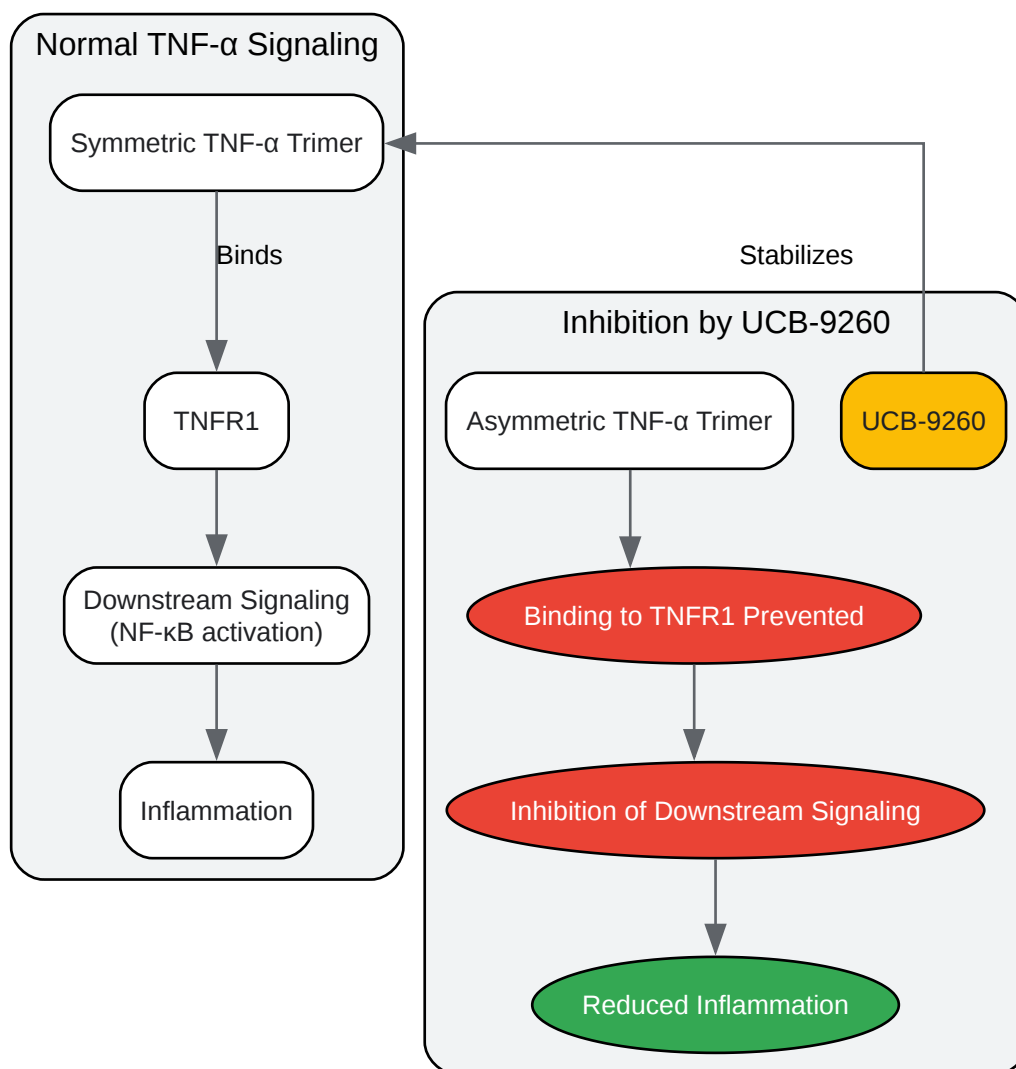 Normal TNF-α Signaling
Symmetric TNF-α Trimer
Binds
TNFR1
Downstream Signaling
(NF-κB activation)
Inflammation
Stabilizes
Inhibition by UCB-9260
Asymmetric TNF-α Trimer
UCB-9260
Binding to TNFR1 Prevented
Inhibition of Downstream Signaling
Reduced Inflammation